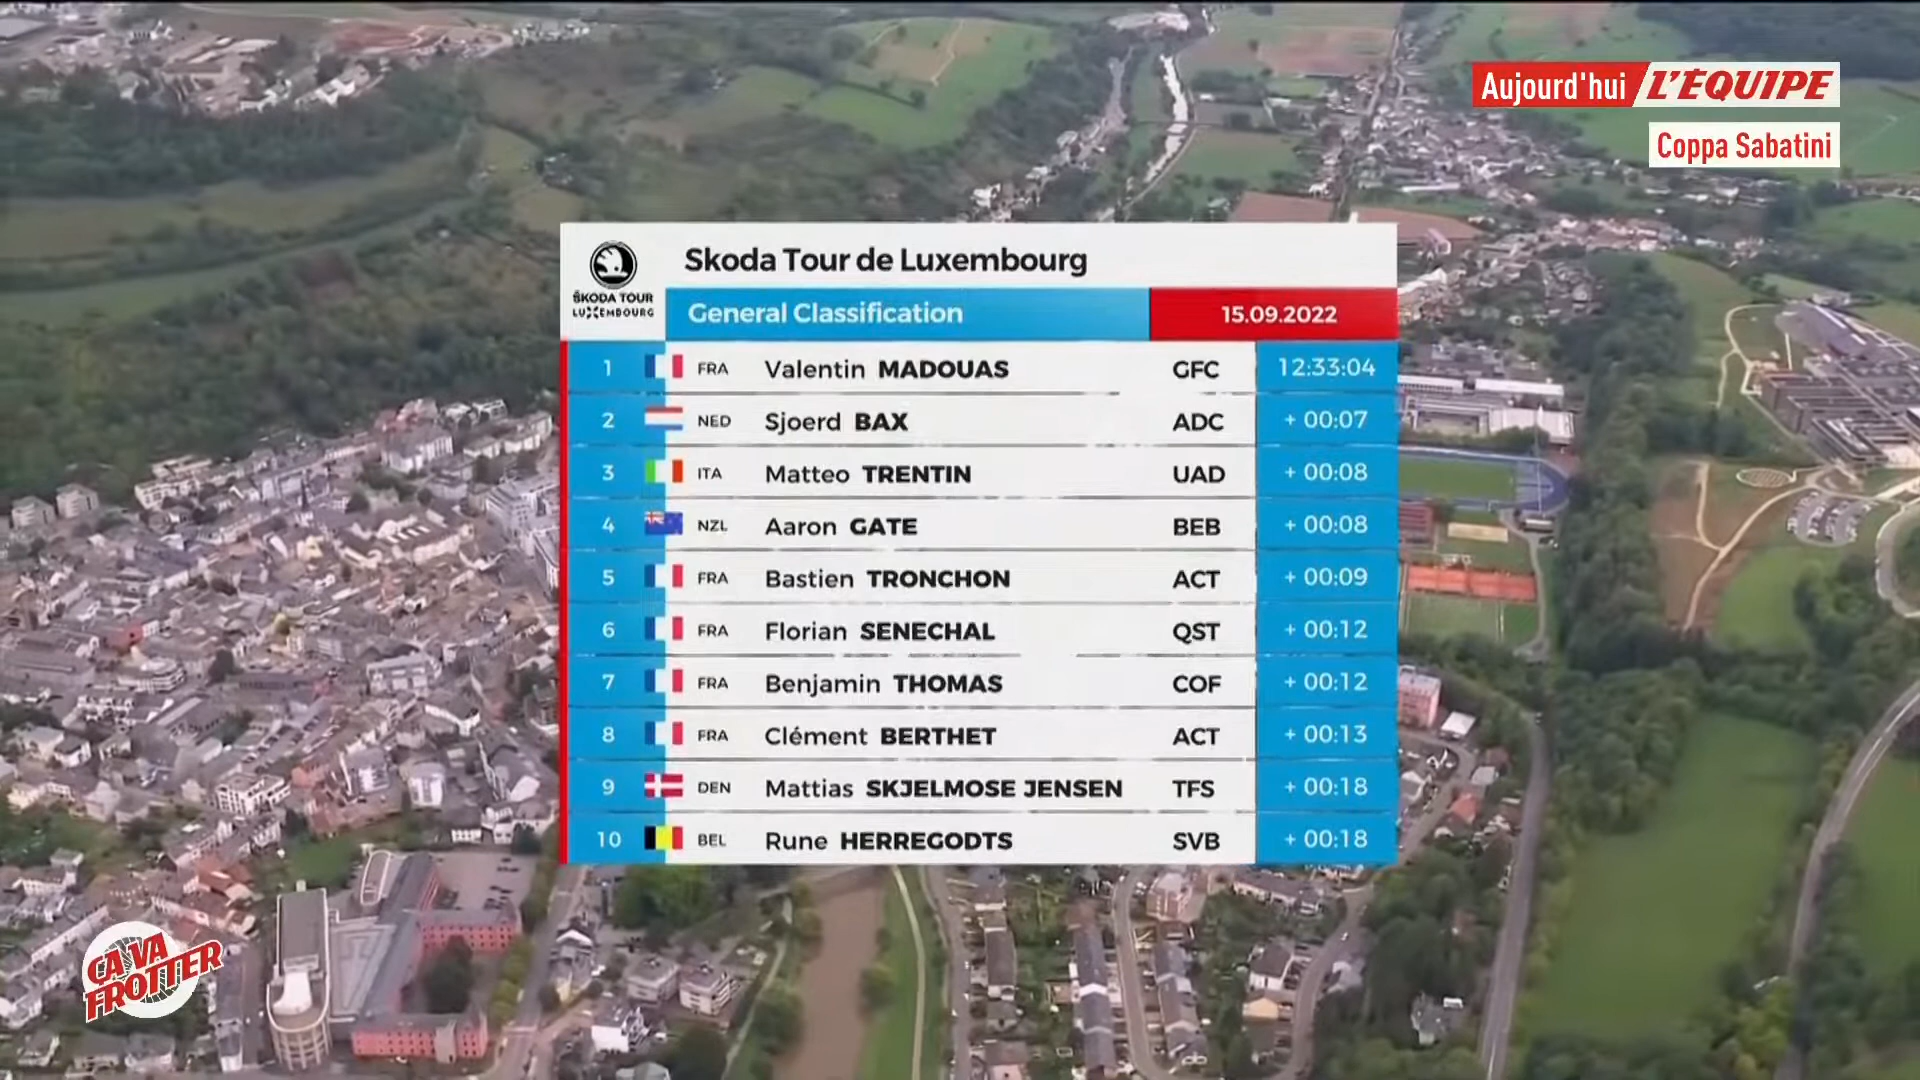 Aujourd'hui L'ÉQUIPE
Coppa Sabatini
Skoda Tour de Luxembourg
ŠKODA TOUR
LUXEMBOURG
General Classification 15.09.2022
1 FRA Valentin MADOUAS GFC 12:33:04
2 NED Sjoerd BAX ADC + 00:07
3 ITA Matteo TRENTIN UAD + 00:08
4 NZL Aaron GATE BEB + 00:08
5 FRA Bastien TRONCHON ACT + 00:09
6 FRA Florian SENECHAL QST + 00:12
7 FRA Benjamin THOMAS COF + 00:12
8 FRA Clément BERTHET ACT + 00:13
9 DEN Mattias SKJELMOSE JENSEN TFS + 00:18
10 BEL Rune HERREGODTS SVB + 00:18
ÇA VA
FROTTER